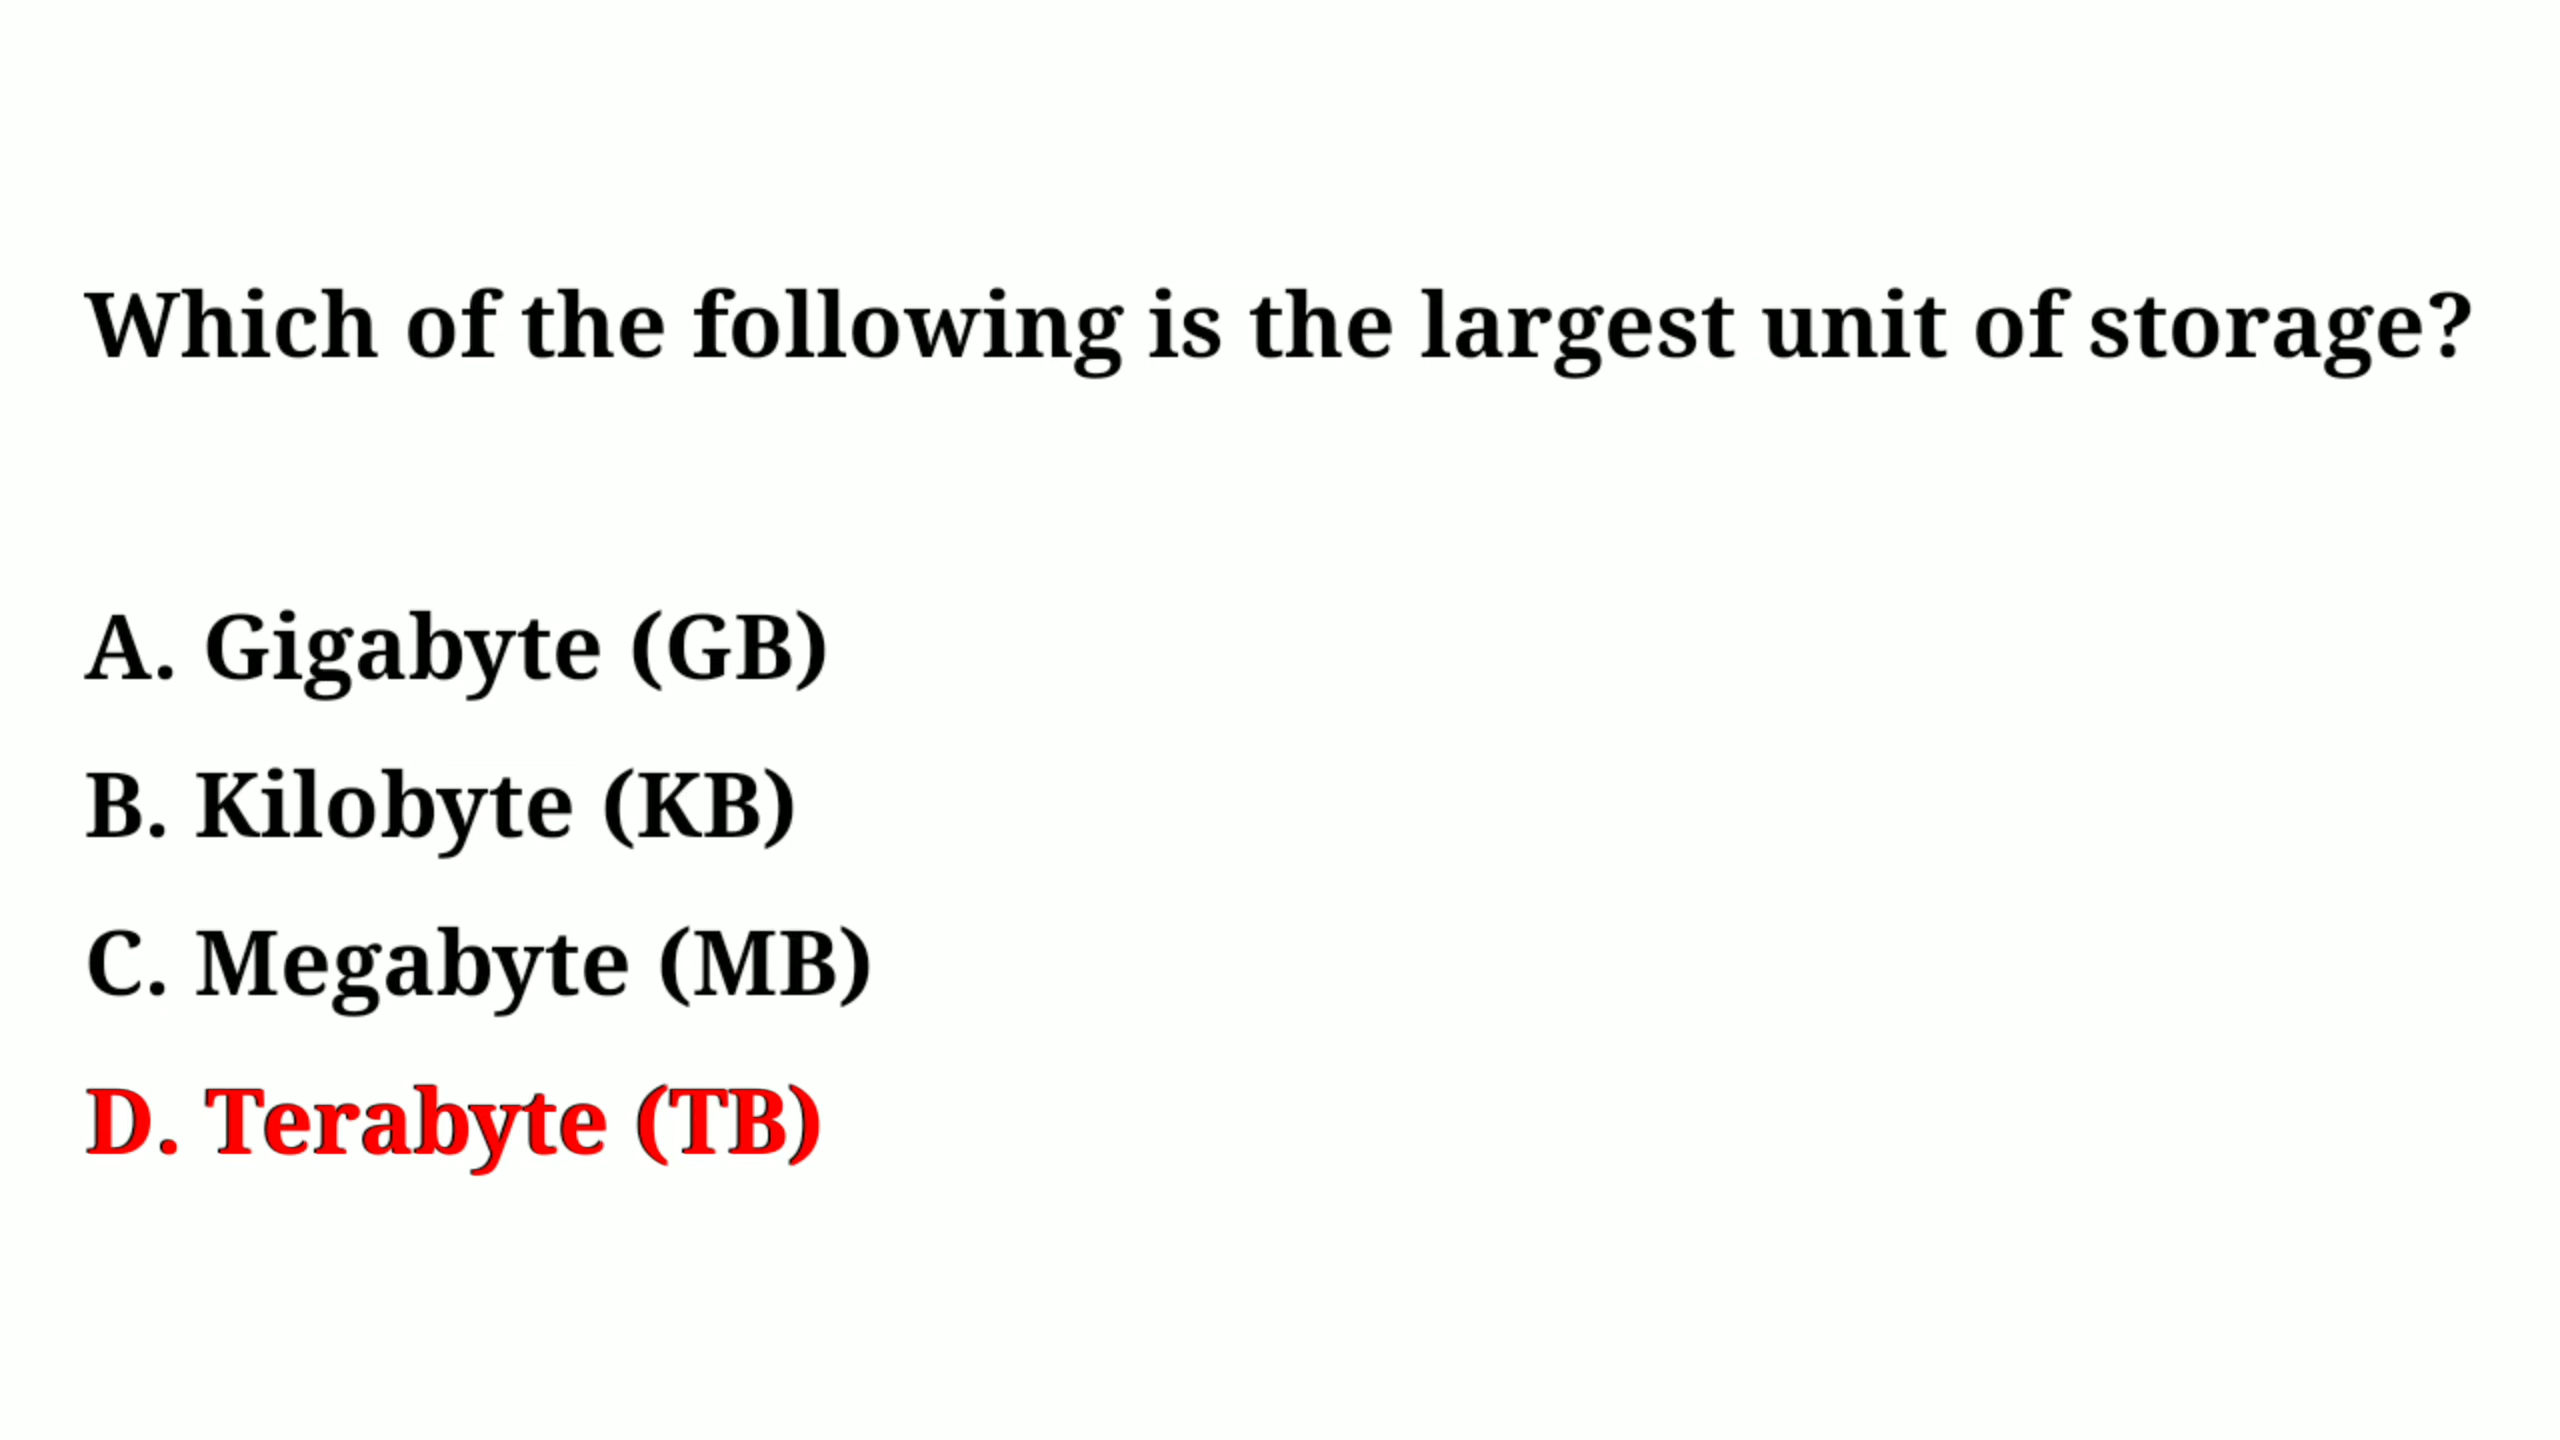 Which of the following is the largest unit of storage?
A. Gigabyte (GB)
B. Kilobyte (KB)
C. Megabyte (MB)
D. Terabyte (TB)